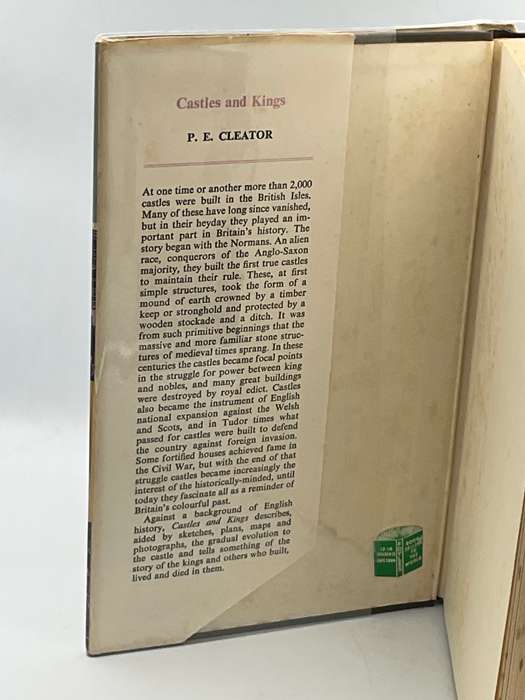 Castles and Kings
P. E. CLEATOR
At one time or another more than 2,000
castles were built in the British Isles.
Many of these have long since vanished,
but in their heyday they played an im-
portant part in Britain's history. The
story began with the Normans. An alien
race, conquerors of the Anglo-Saxon
majority, they built the first true castles
to maintain their rule. These, at first
simple structures, took the form of a
mound of earth crowned by a timber
keep or stronghold and protected by a
wooden stockade and a ditch. It was
from such primitive beginnings that the
massive and more familiar stone struc-
tures of medieval times sprang. In these
centuries the castles became focal points
in the struggle for power between king
and nobles, and many great buildings
were destroyed by royal edict. Castles
also became the instrument of English
national expansion against the Welsh
and Scots, and in Tudor times what
passed for castles were built to defend
the country against foreign invasion.
Some fortified houses achieved fame in
the Civil War, but with the end of that
struggle castles became increasingly the
interest of the historically-minded, until
today they fascinate all as a reminder of
Britain's colourful past.
Against a background of English
history, Castles and Kings describes,
aided by sketches, plans, maps and
photographs, the gradual evolution to
the castle and tells something of the
story of the kings and others who built,
lived and died in them.